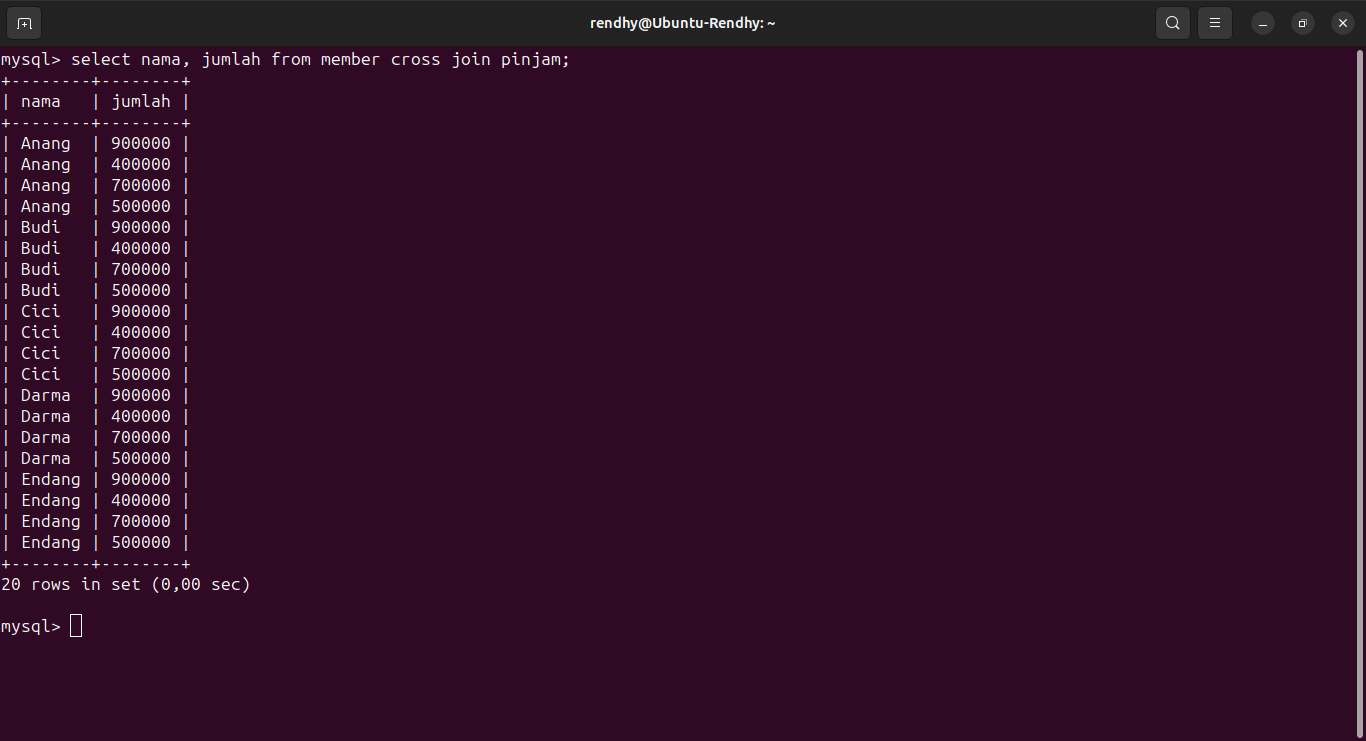 rendhy@Ubuntu-Rendhy: ~
mysql> select nama, jumlah from member cross join pinjam;
+--------+--------+
| nama   | jumlah |
+--------+--------+
| Anang  | 900000 |
| Anang  | 400000 |
| Anang  | 700000 |
| Anang  | 500000 |
| Budi   | 900000 |
| Budi   | 400000 |
| Budi   | 700000 |
| Budi   | 500000 |
| Cici   | 900000 |
| Cici   | 400000 |
| Cici   | 700000 |
| Cici   | 500000 |
| Darma  | 900000 |
| Darma  | 400000 |
| Darma  | 700000 |
| Darma  | 500000 |
| Endang | 900000 |
| Endang | 400000 |
| Endang | 700000 |
| Endang | 500000 |
+--------+--------+
20 rows in set (0,00 sec)
mysql>